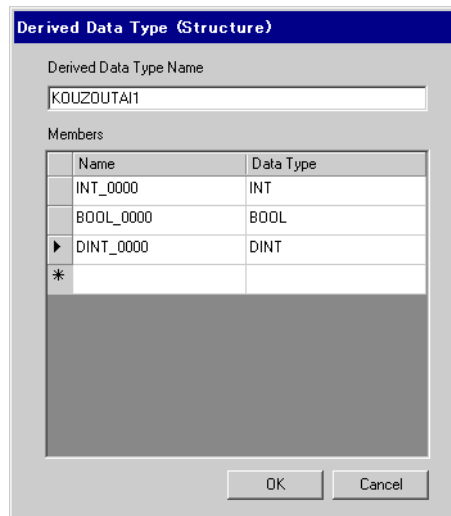 Derived Data Type (Structure)
Derived Data Type Name
KOUZOUTAI1
Members
Name Data Type
INT_0000 INT
BOOL_0000 BOOL
DINT_0000 DINT
OK Cancel